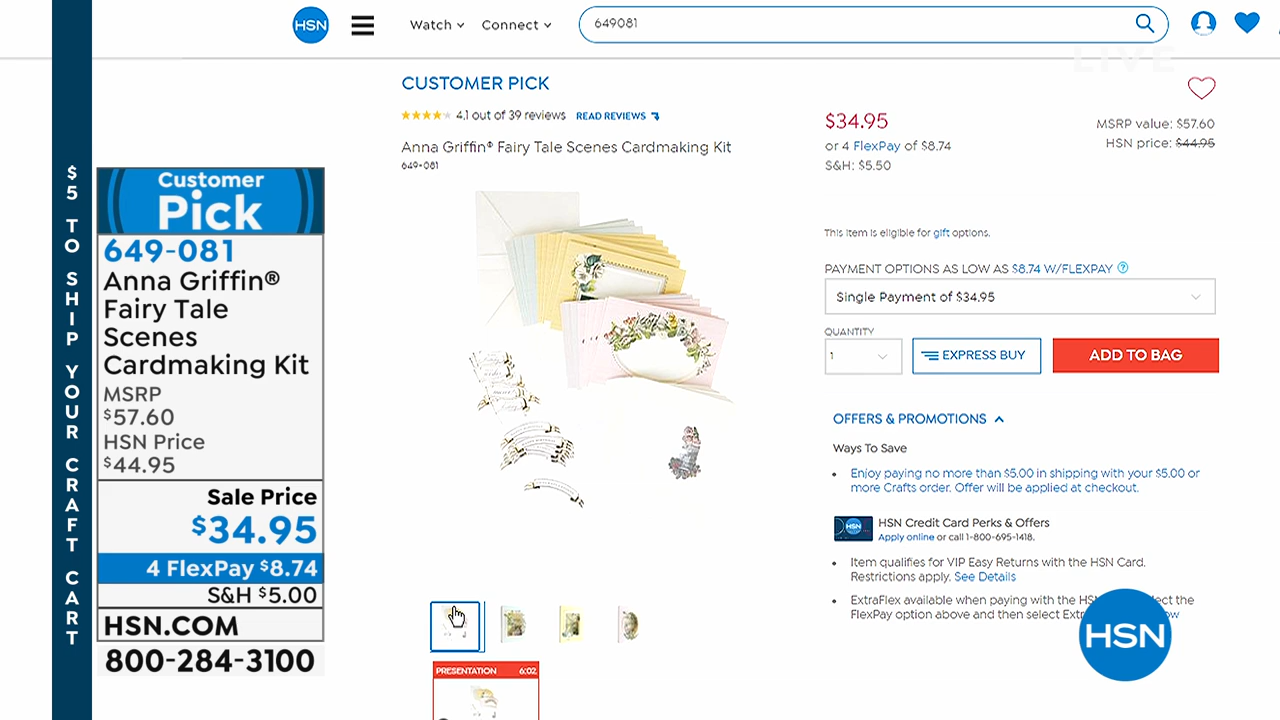 HSN
Watch
Connect
649081
LIVE
CUSTOMER PICK
4.1 out of 39 reviews READ REVIEWS
Anna Griffin® Fairy Tale Scenes Cardmaking Kit
649-081
$34.95
or 4 FlexPay of $8.74
S&H: $5.50
MSRP value: $57.60
HSN price: $44.95
This item is eligible for gift options.
PAYMENT OPTIONS AS LOW AS $8.74 W/FLEXPAY ?
Single Payment of $34.95
QUANTITY
1
EXPRESS BUY
ADD TO BAG
OFFERS & PROMOTIONS
Ways To Save
• Enjoy paying no more than $5.00 in shipping with your $5.00 or
more Crafts order. Offer will be applied at checkout.
HSN
HSN Credit Card Perks & Offers
Apply online or call 1-800-695-1418.
• Item qualifies for VIP Easy Returns with the HSN Card.
Restrictions apply. See Details
• ExtraFlex available when paying with the
FlexPay option above and then select
HSN
PRESENTATION 6:02
$5 TO SHIP YOUR CRAFT CART
Customer
Pick
649-081
Anna Griffin®
Fairy Tale
Scenes
Cardmaking Kit
MSRP
$57.60
HSN Price
$44.95
Sale Price
$34.95
4 FlexPay $8.74
S&H $5.00
HSN.COM
800-284-3100